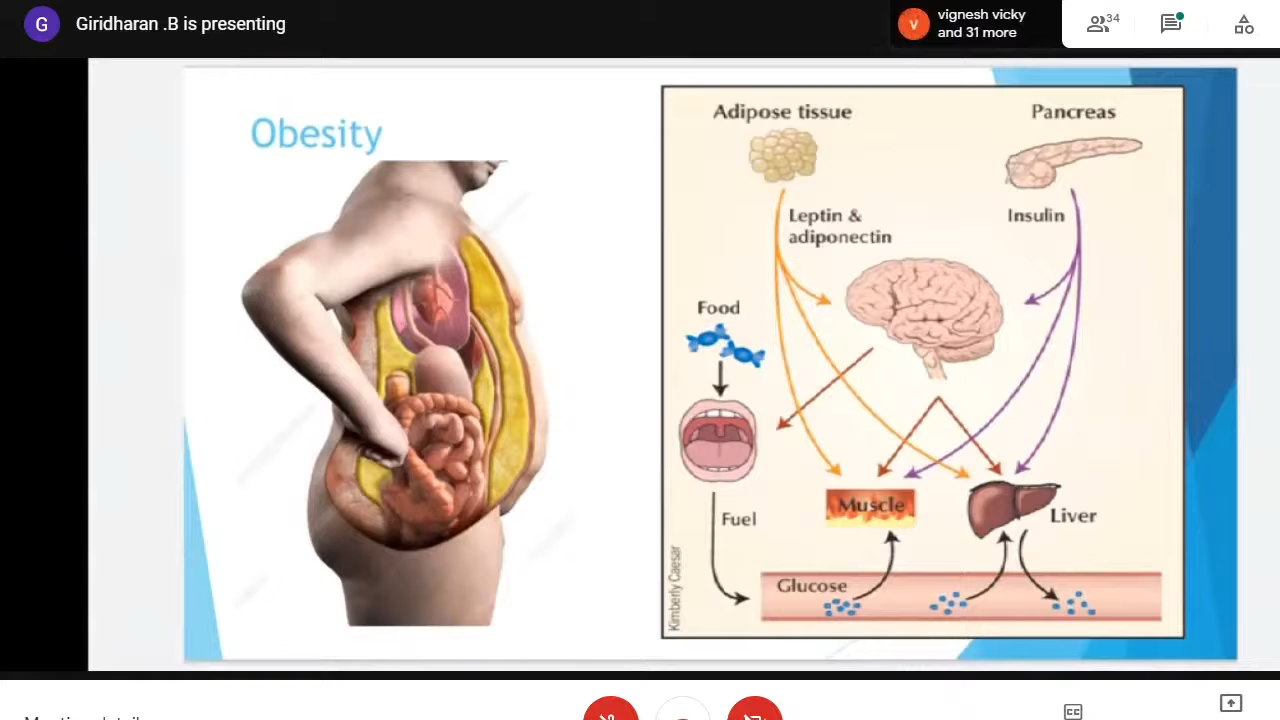 G
Giridharan .B is presenting
v
vignesh vicky
and 31 more
34
Obesity
Adipose tissue
Pancreas
Leptin &
adiponectin
Insulin
Food
Fuel
Muscle
Liver
Glucose
Kimberly Caesar
CC